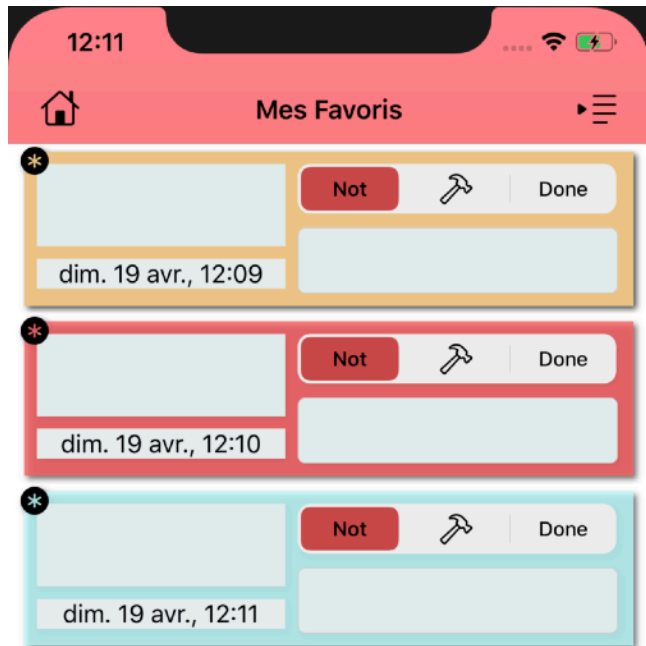 12:11
Mes Favoris
Not Done
dim. 19 avr., 12:09
Not Done
dim. 19 avr., 12:10
Not Done
dim. 19 avr., 12:11